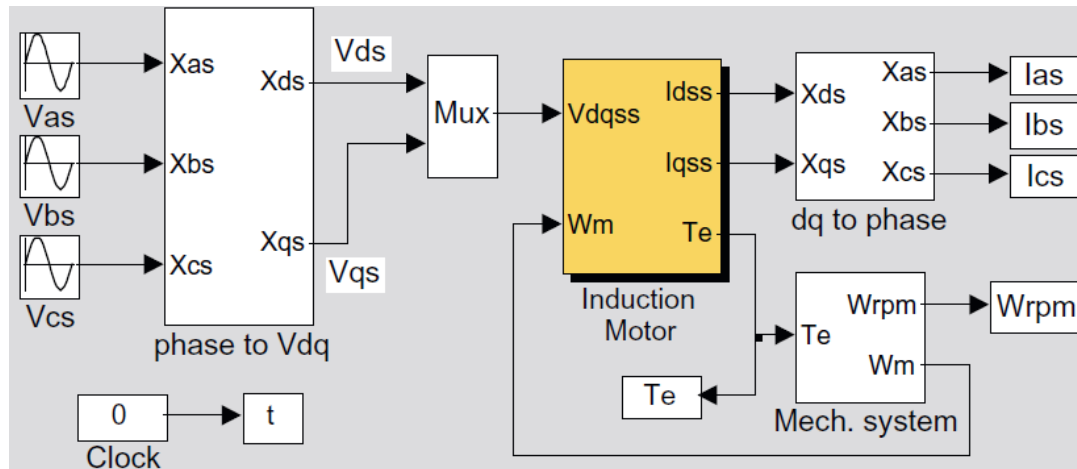 Vas
Vbs
Vcs
Xas
Xbs
Xcs
Xds
Xqs
phase to Vdq
Vds
Vqs
Mux
Vdqss
Wm
Idss
Iqss
Te
Induction
Motor
Xds
Xqs
Xas
Xbs
Xcs
dq to phase
Ias
Ibs
Ics
Te
Wrpm
Wm
Mech. system
Wrpm
Te
0
Clock
t